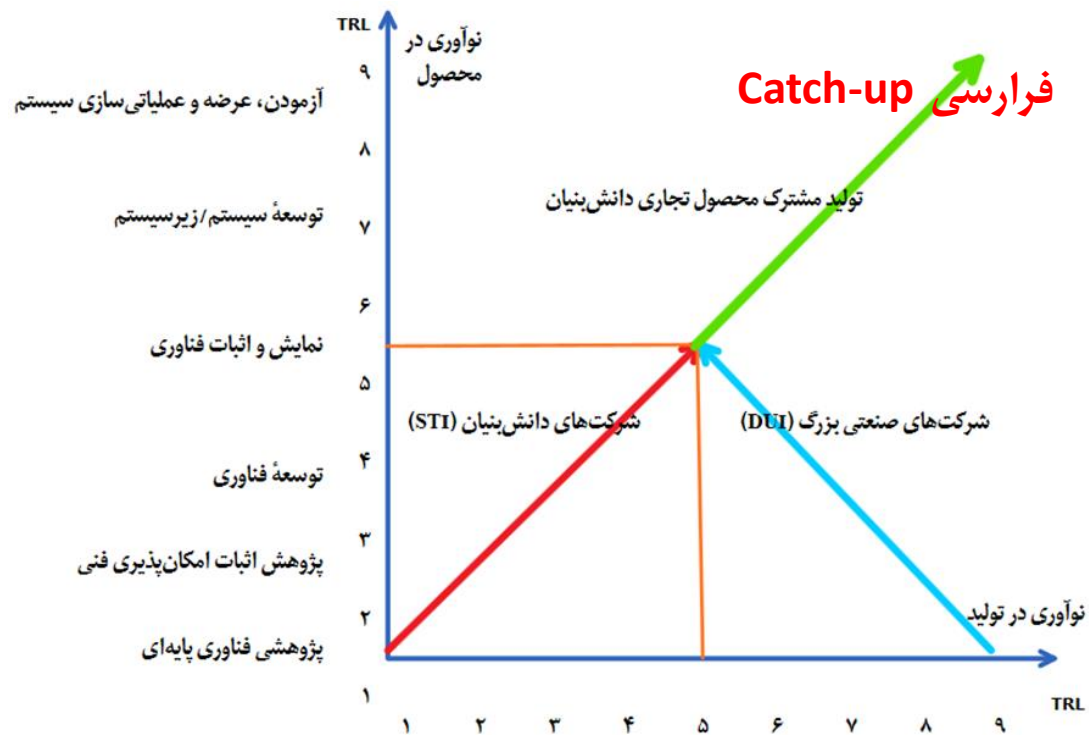 TRL
نوآوری در
محصول
۹
فرارسی Catch-up
آزمودن، عرضه و عملیاتی‌سازی سیستم
۸
تولید مشترک محصول تجاری دانش‌بنیان
توسعهٔ سیستم/زیرسیستم
۷
۶
نمایش و اثبات فناوری
۵
شرکت‌های دانش‌بنیان (STI)
شرکت‌های صنعتی بزرگ (DUI)
۴
توسعهٔ فناوری
۳
پژوهش اثبات امکان‌پذیری فنی
۲
نوآوری در تولید
پژوهشی فناوری پایه‌ای
۱
TRL
۱ ۲ ۳ ۴ ۵ ۶ ۷ ۸ ۹